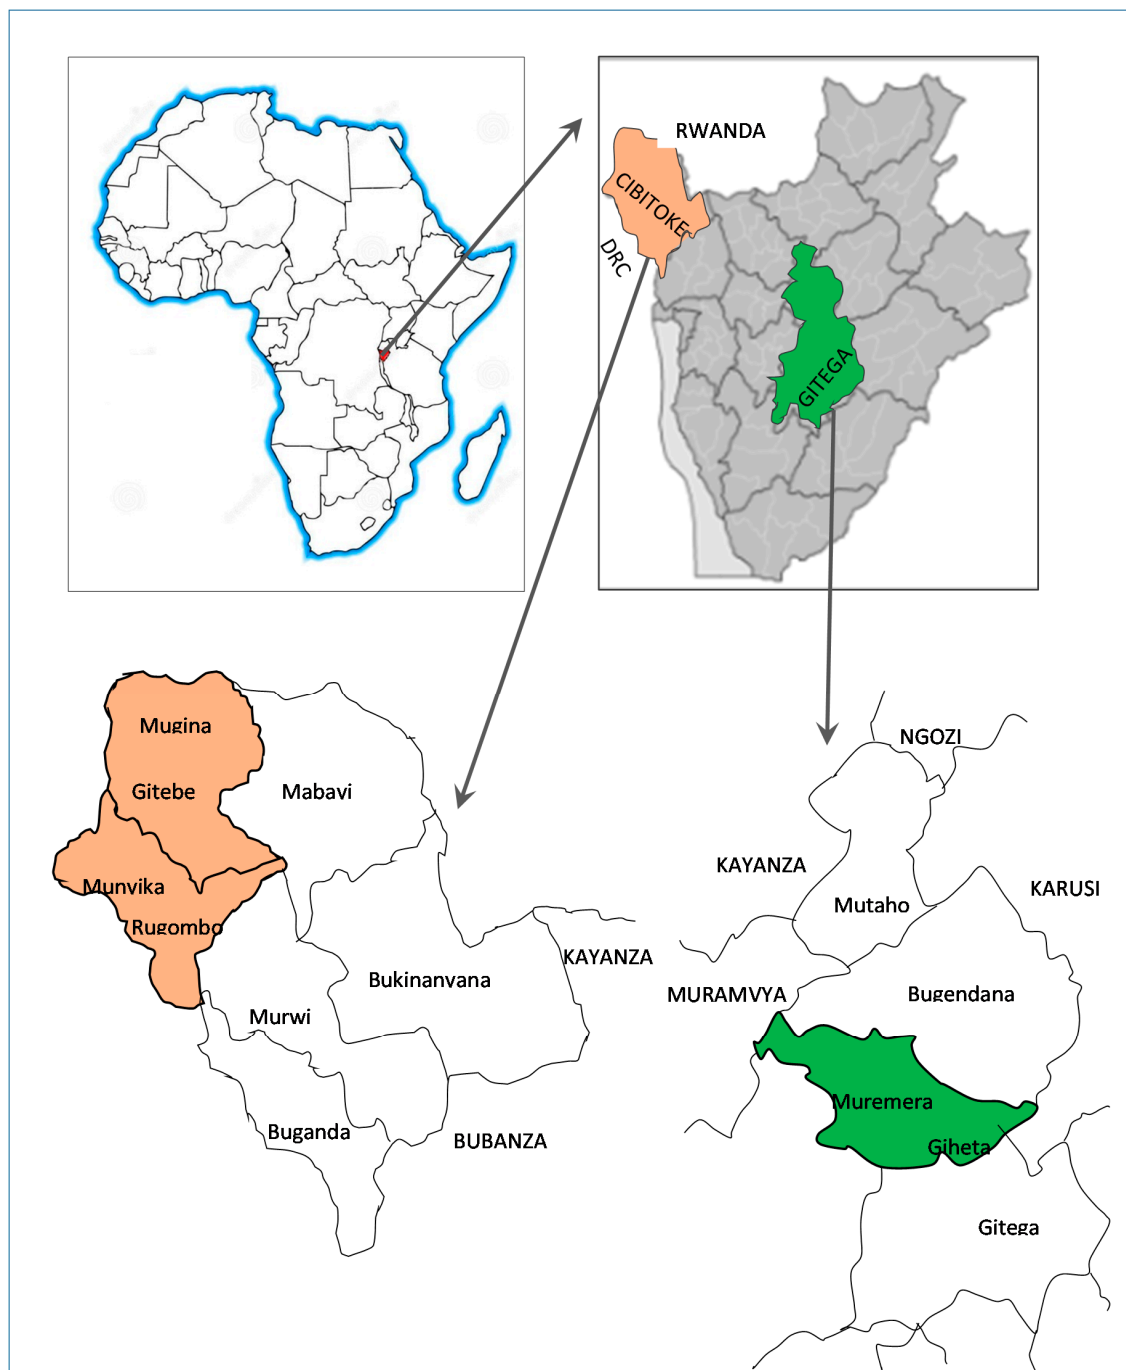 RWANDA
CIBITOKE
DRC
GITEGA
Mugina
Gitebe
Mabavi
Munvika
Rugombo
KAYANZA
Bukinanvana
Murwi
Buganda
BUBANZA
NGOZI
KAYANZA
KARUSI
Mutaho
MURAMVYA
Bugendana
Muremera
Giheta
Gitega